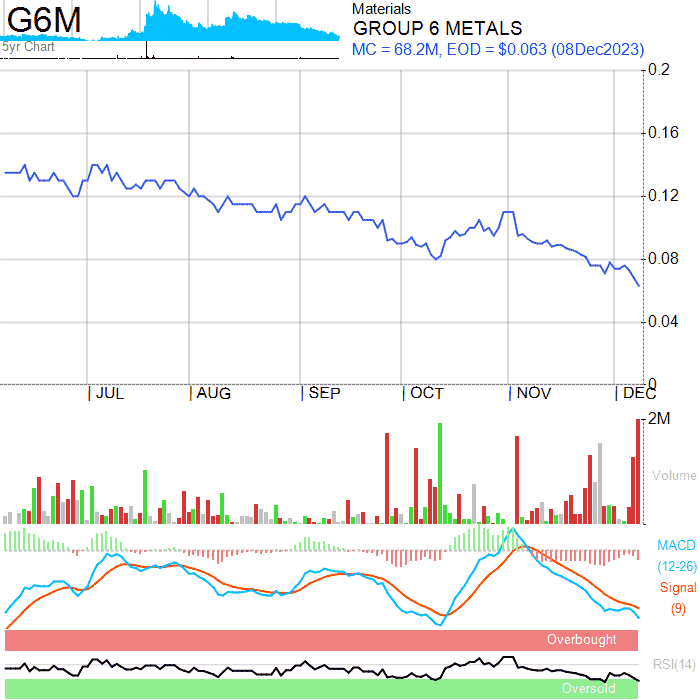 G6M
5yr Chart
Materials
GROUP 6 METALS
MC = 68.2M, EOD = $0.063 (08Dec2023)
0.2
0.16
0.12
0.08
0.04
0
JUL AUG SEP OCT NOV DEC
2M
Volume
MACD
(12-26)
Signal
(9)
Overbought
RSI(14)
Oversold